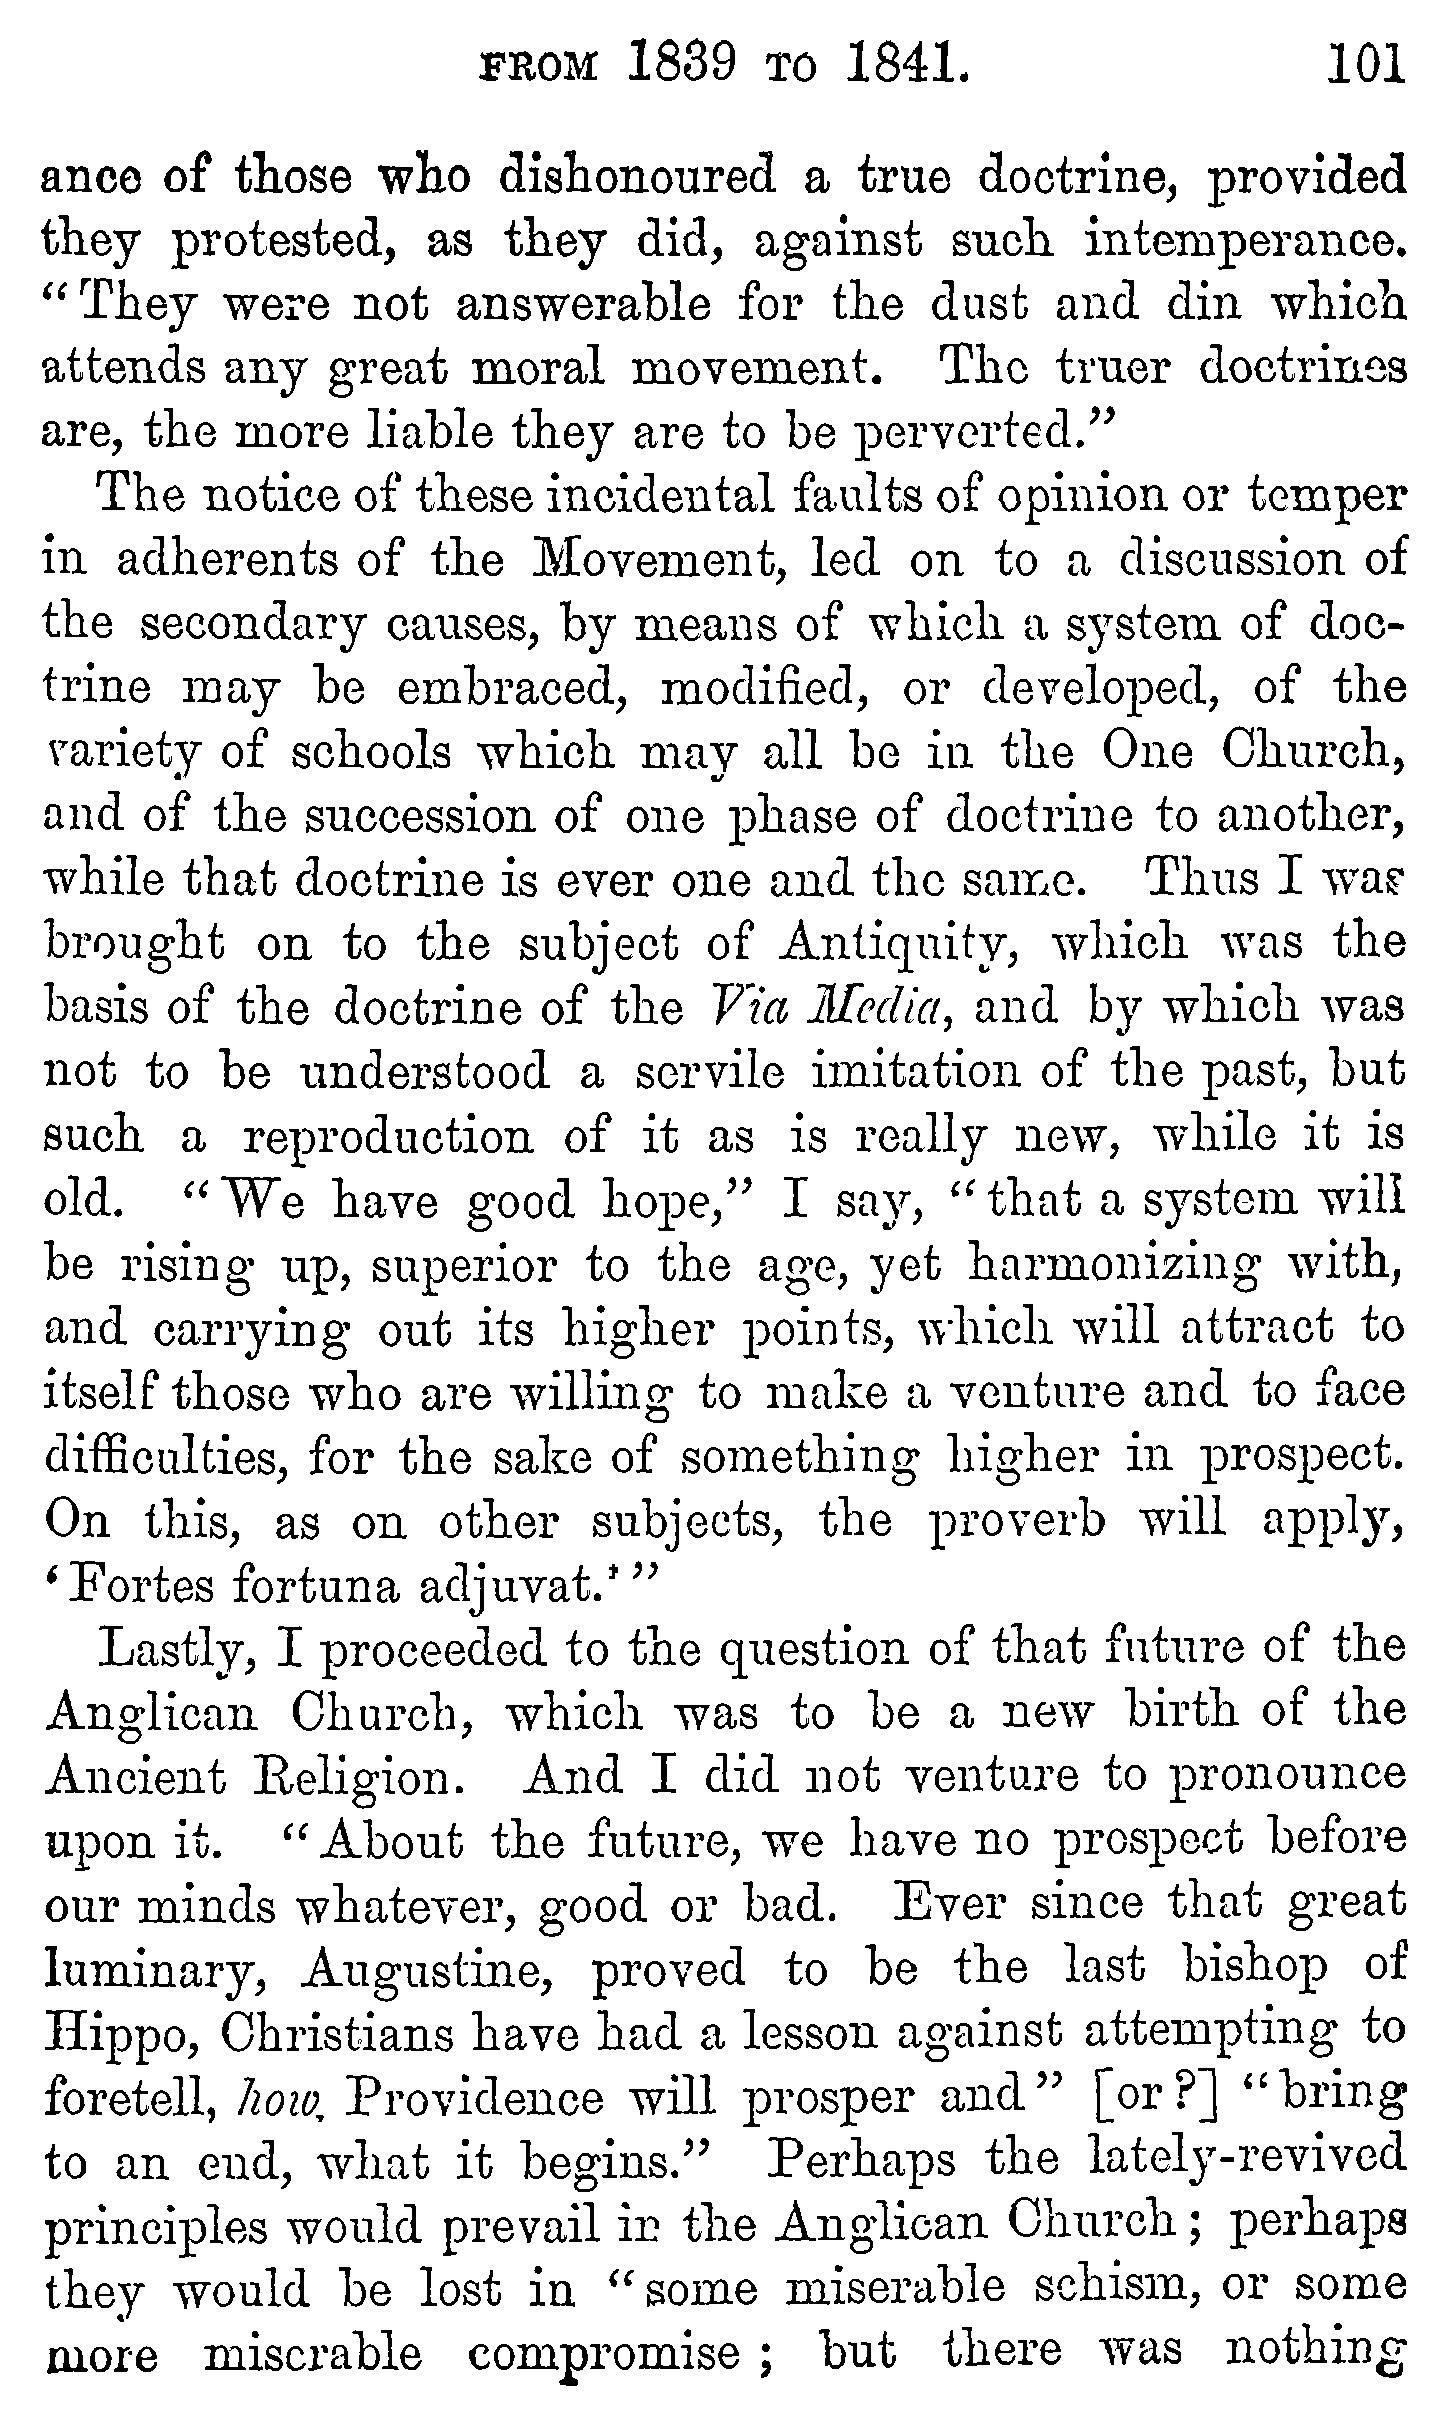 FROM 1839 TO 1841. 101
ance of those who dishonoured a true doctrine, provided
they protested, as they did, against such intemperance.
“They were not answerable for the dust and din which
attends any great moral movement. The truer doctrines
are, the more liable they are to be perverted.”
The notice of these incidental faults of opinion or temper
in adherents of the Movement, led on to a discussion of
the secondary causes, by means of which a system of doc-
trine may be embraced, modified, or developed, of the
variety of schools which may all be in the One Church,
and of the succession of one phase of doctrine to another,
while that doctrine is ever one and the same. Thus I was
brought on to the subject of Antiquity, which was the
basis of the doctrine of the Via Media, and by which was
not to be understood a servile imitation of the past, but
such a reproduction of it as is really new, while it is
old. “We have good hope,” I say, “that a system will
be rising up, superior to the age, yet harmonizing with,
and carrying out its higher points, which will attract to
itself those who are willing to make a venture and to face
difficulties, for the sake of something higher in prospect.
On this, as on other subjects, the proverb will apply,
‘Fortes fortuna adjuvat.’”
Lastly, I proceeded to the question of that future of the
Anglican Church, which was to be a new birth of the
Ancient Religion. And I did not venture to pronounce
upon it. “About the future, we have no prospect before
our minds whatever, good or bad. Ever since that great
luminary, Augustine, proved to be the last bishop of
Hippo, Christians have had a lesson against attempting to
foretell, how. Providence will prosper and” [or?] “bring
to an end, what it begins.” Perhaps the lately-revived
principles would prevail in the Anglican Church; perhaps
they would be lost in “some miserable schism, or some
more miserable compromise; but there was nothing